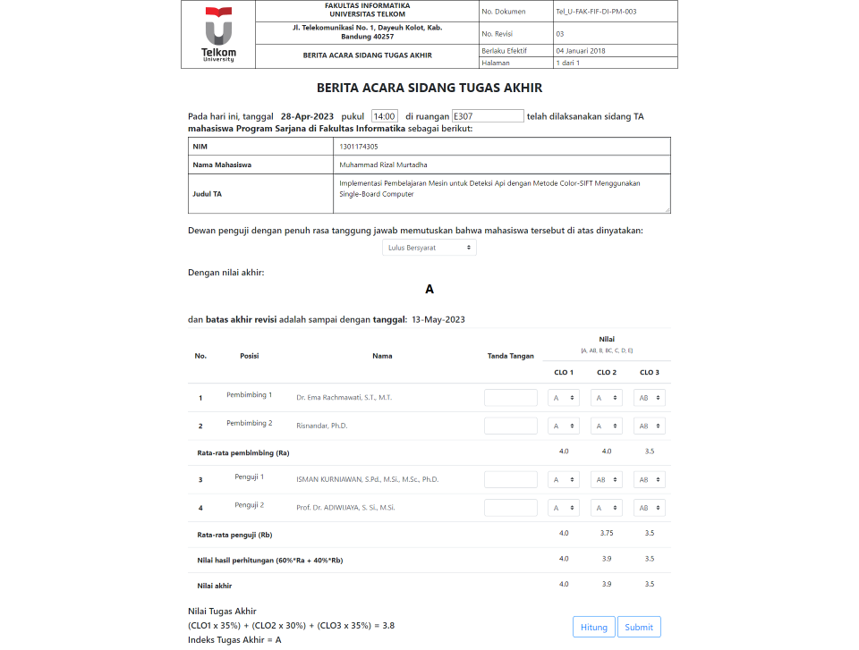 FAKULTAS INFORMATIKA
UNIVERSITAS TELKOM
No. Dokumen Tel_U-FAK-FIF-DI-PM-003
Jl. Telekomunikasi No. 1, Dayeuh Kolot, Kab.
Bandung 40257
No. Revisi 03
Telkom
University
BERITA ACARA SIDANG TUGAS AKHIR
Berlaku Efektif 04 Januari 2018
Halaman 1 dari 1
BERITA ACARA SIDANG TUGAS AKHIR
Pada hari ini, tanggal 28-Apr-2023 pukul 14:00 di ruangan E307 telah dilaksanakan sidang TA
mahasiswa Program Sarjana di Fakultas Informatika sebagai berikut:
NIM 1301174305
Nama Mahasiswa Muhammad Rizal Murtadha
Judul TA Implementasi Pembelajaran Mesin untuk Deteksi Api dengan Metode Color-SIFT Menggunakan
Single-Board Computer
Dewan penguji dengan penuh rasa tanggung jawab memutuskan bahwa mahasiswa tersebut di atas dinyatakan:
Lulus Bersyarat
Dengan nilai akhir:
A
dan batas akhir revisi adalah sampai dengan tanggal: 13-May-2023
No. Posisi Nama Tanda Tangan Nilai
[A, AB, B, BC, C, D, E]
CLO 1 CLO 2 CLO 3
1 Pembimbing 1 Dr. Ema Rachmawati, S.T., M.T. A A AB
2 Pembimbing 2 Risnandar, Ph.D. A A AB
Rata-rata pembimbing (Ra) 4.0 4.0 3.5
3 Penguji 1 ISMAN KURNIAWAN, S.Pd., M.Si., M.Sc., Ph.D. A AB AB
4 Penguji 2 Prof. Dr. ADIWIJAYA, S. Si., M.Si. A A AB
Rata-rata penguji (Rb) 4.0 3.75 3.5
Nilai hasil perhitungan (60%*Ra + 40%*Rb) 4.0 3.9 3.5
Nilai akhir 4.0 3.9 3.5
Nilai Tugas Akhir
(CLO1 x 35%) + (CLO2 x 30%) + (CLO3 x 35%) = 3.8
Indeks Tugas Akhir = A
Hitung Submit